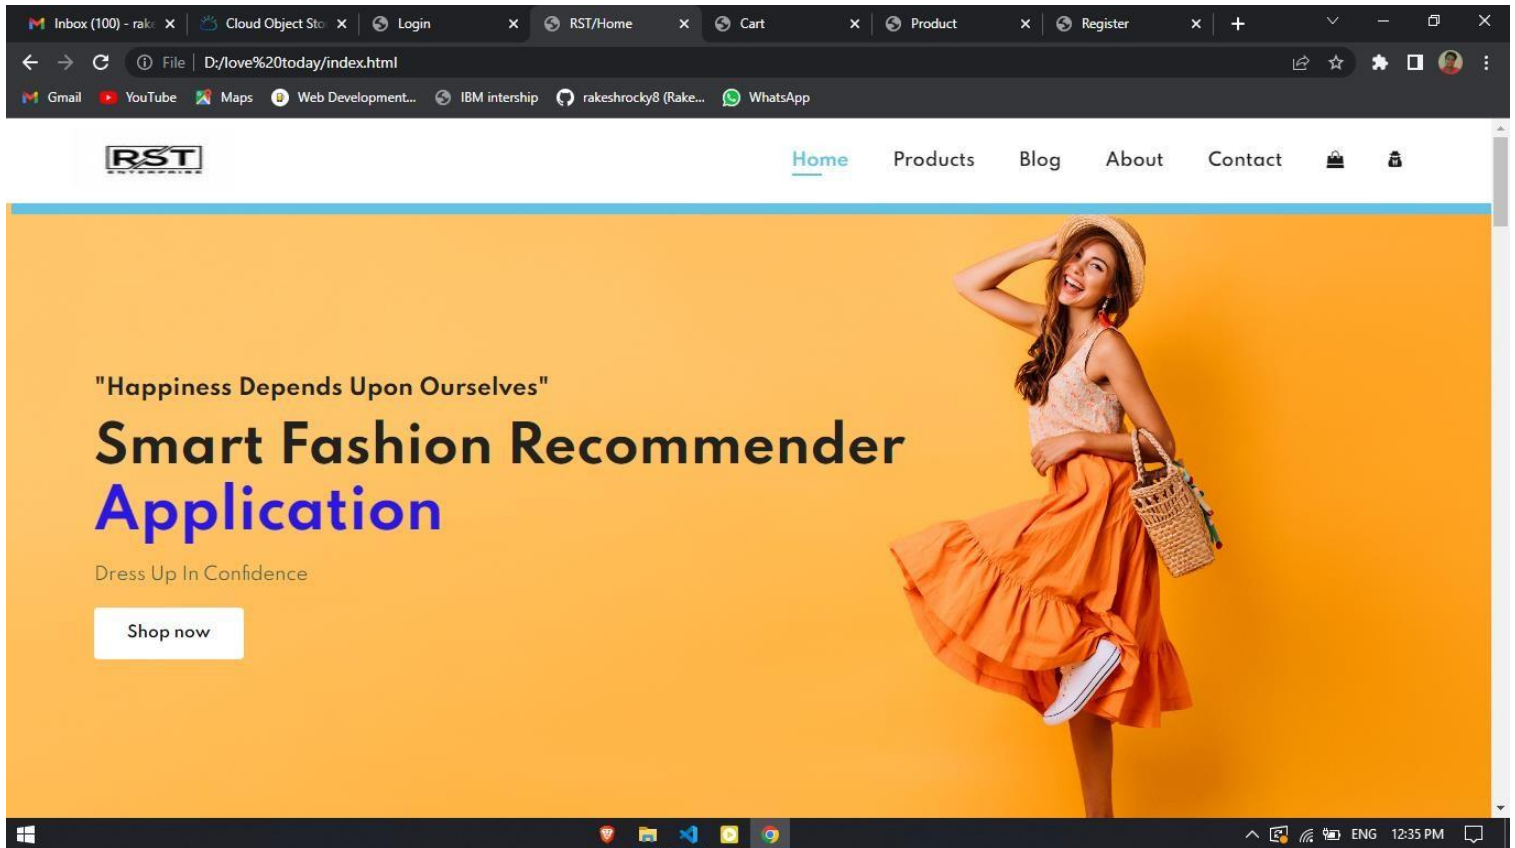 Inbox (100) - rak
Cloud Object Sto
Login
RST/Home
Cart
Product
Register
File
D:/love%20today/index.html
Gmail
YouTube
Maps
Web Development...
IBM intership
rakeshrocky8 (Rake...
WhatsApp
RST
ENTERPRISE
Home Products Blog About Contact
"Happiness Depends Upon Ourselves"
Smart Fashion Recommender
Application
Dress Up In Confidence
Shop now
ENG 12:35 PM